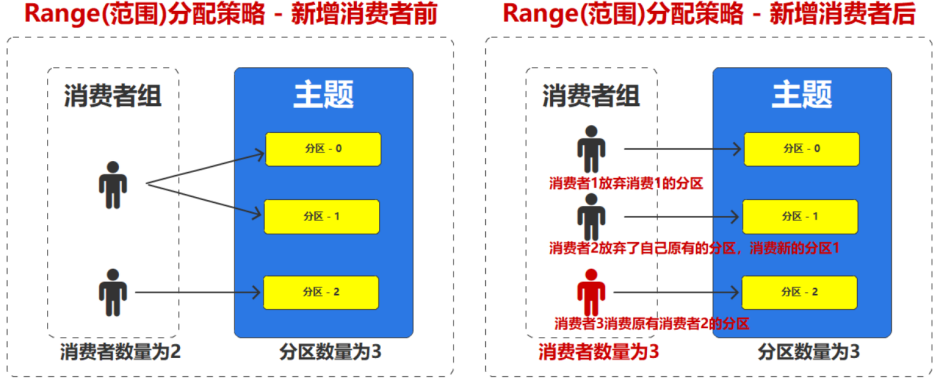 Range(范围)分配策略 - 新增消费者前
消费者组
主题
分区 - 0
分区 - 1
分区 - 2
消费者数量为2
分区数量为3
Range(范围)分配策略 - 新增消费者后
消费者组
主题
分区 - 0
消费者1放弃消费1的分区
分区 - 1
消费者2放弃了自己原有的分区，消费新的分区1
分区 - 2
消费者3消费原有消费者2的分区
消费者数量为3
分区数量为3